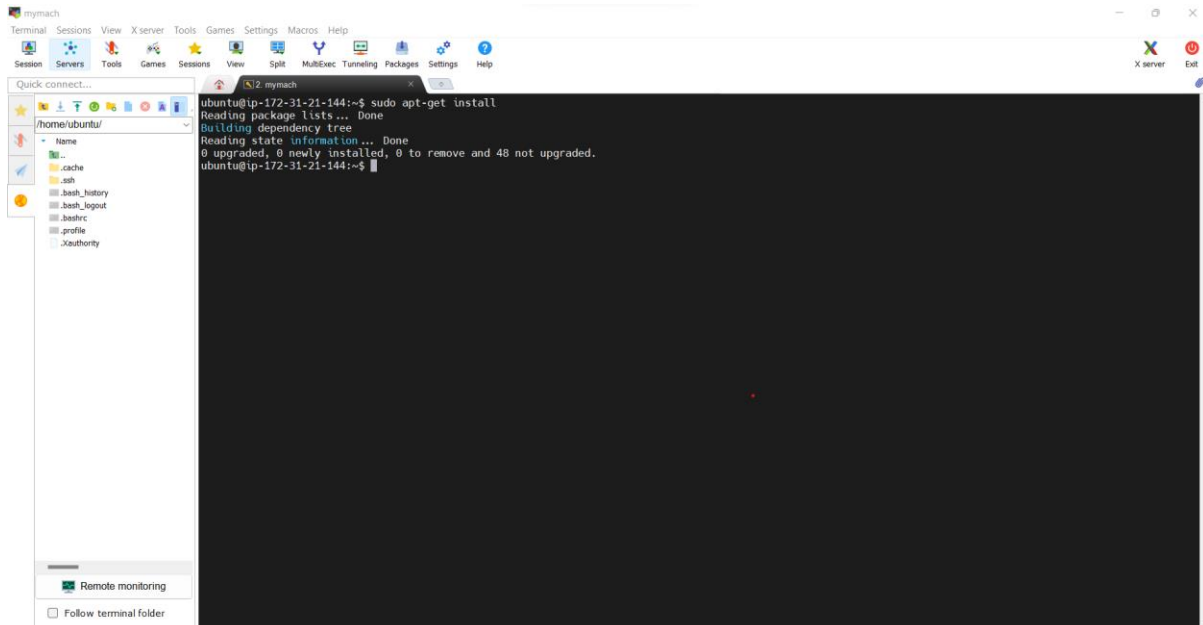 mymach
Terminal Sessions View X server Tools Games Settings Macros Help
Session Servers Tools Games Sessions View Split MultiExec Tunneling Packages Settings Help X server Exit
Quick connect...
2. mymach
/home/ubuntu/
Name
..
.cache
.ssh
.bash_history
.bash_logout
.bashrc
.profile
.Xauthority
Remote monitoring
Follow terminal folder
ubuntu@ip-172-31-21-144:~$ sudo apt-get install
Reading package lists... Done
Building dependency tree
Reading state information... Done
0 upgraded, 0 newly installed, 0 to remove and 48 not upgraded.
ubuntu@ip-172-31-21-144:~$